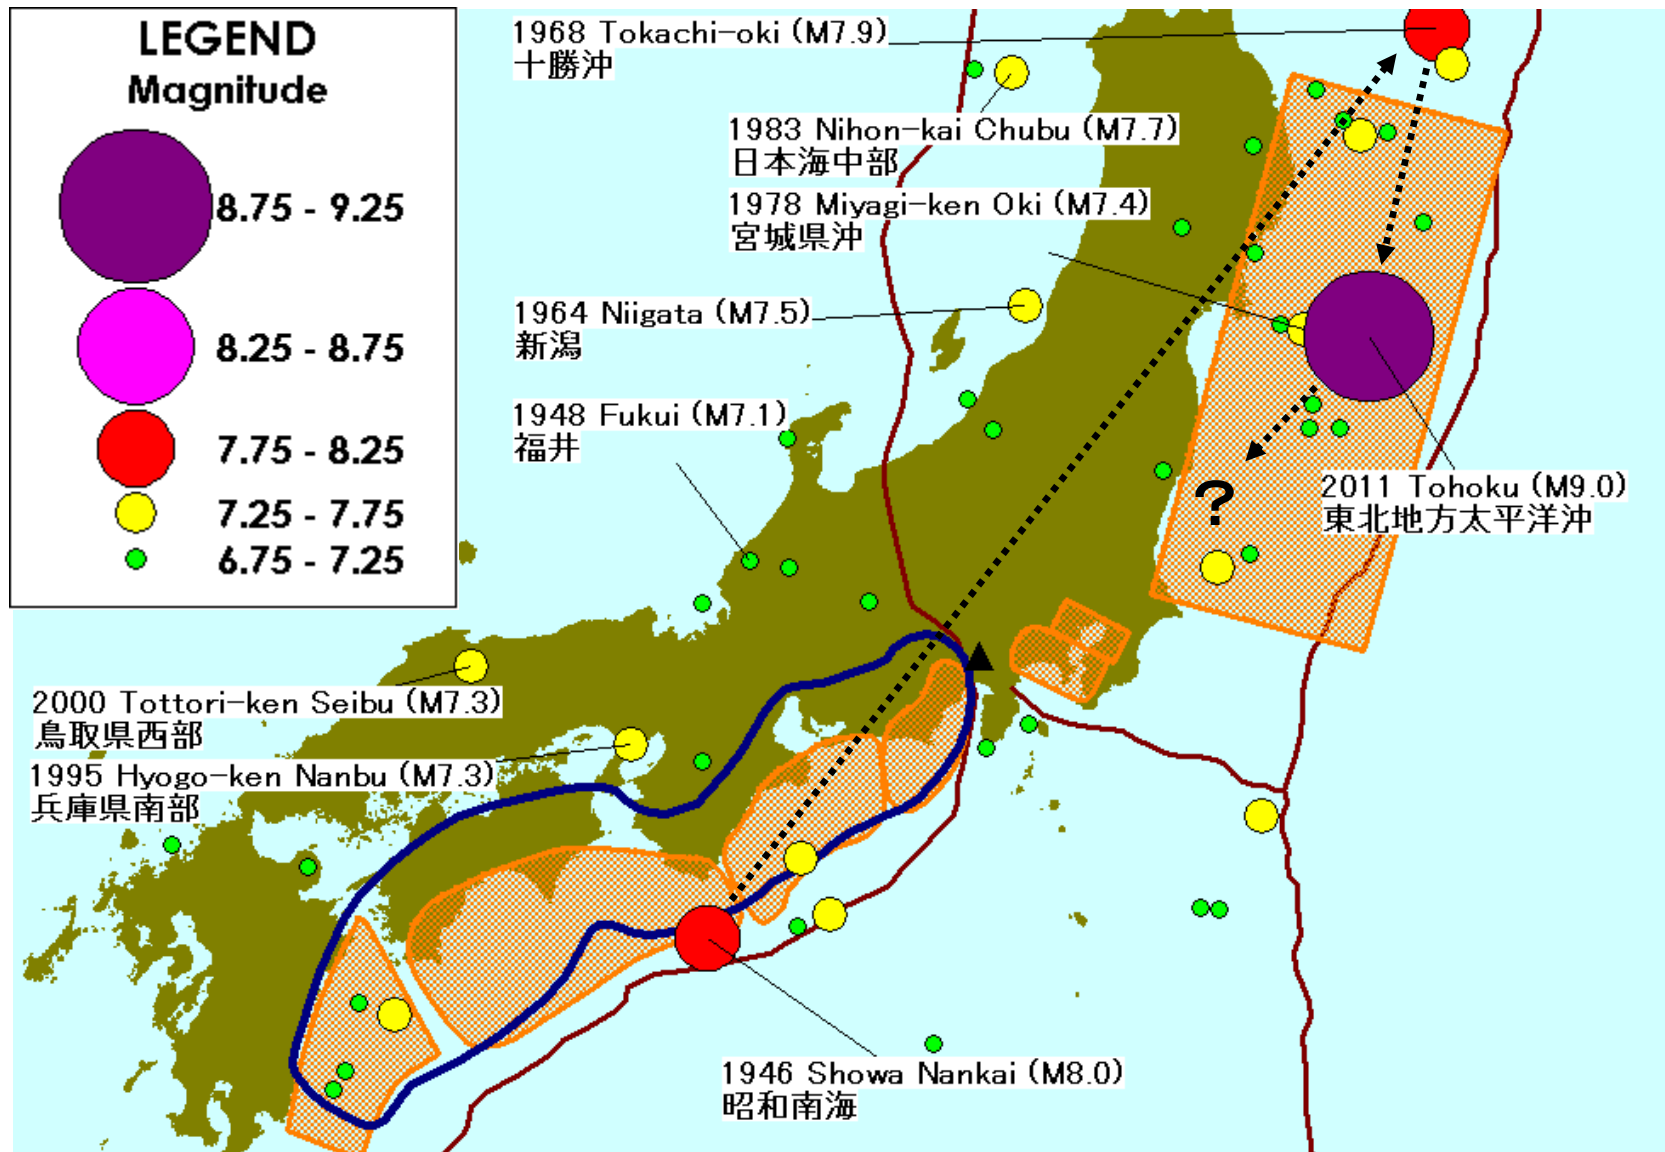 LEGEND
Magnitude
8.75 - 9.25
8.25 - 8.75
7.75 - 8.25
7.25 - 7.75
6.75 - 7.25
1968 Tokachi-oki (M7.9)
十勝沖
1983 Nihon-kai Chubu (M7.7)
日本海中部
1978 Miyagi-ken Oki (M7.4)
宮城県沖
1964 Niigata (M7.5)
新潟
1948 Fukui (M7.1)
福井
2011 Tohoku (M9.0)
東北地方太平洋沖
?
2000 Tottori-ken Seibu (M7.3)
鳥取県西部
1995 Hyogo-ken Nanbu (M7.3)
兵庫県南部
1946 Showa Nankai (M8.0)
昭和南海